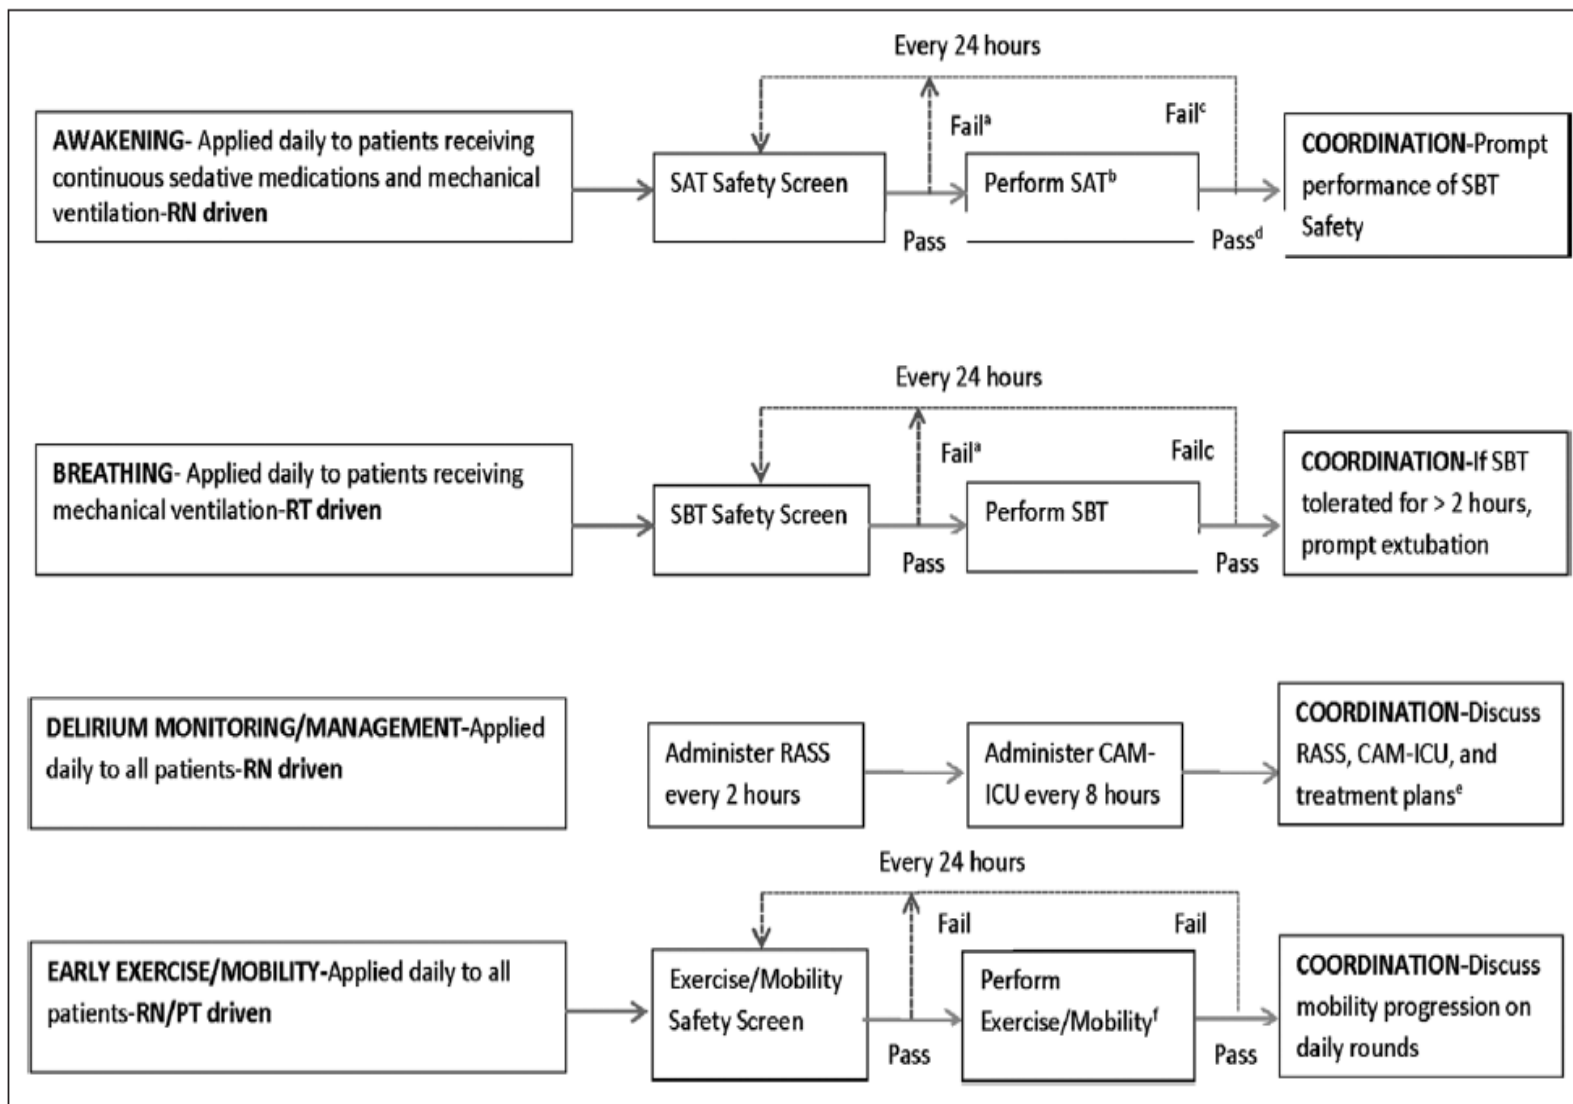 Every 24 hours
AWAKENING- Applied daily to patients receiving
continuous sedative medications and mechanical
ventilation-RN driven
SAT Safety Screen
Failᵃ
Pass
Perform SATᵇ
Failᶜ
Passᵈ
COORDINATION-Prompt
performance of SBT
Safety
Every 24 hours
BREATHING- Applied daily to patients receiving
mechanical ventilation-RT driven
SBT Safety Screen
Failᵃ
Pass
Perform SBT
Failc
Pass
COORDINATION-If SBT
tolerated for > 2 hours,
prompt extubation
DELIRIUM MONITORING/MANAGEMENT-Applied
daily to all patients-RN driven
Administer RASS
every 2 hours
Administer CAM-
ICU every 8 hours
COORDINATION-Discuss
RASS, CAM-ICU, and
treatment plansᵉ
Every 24 hours
EARLY EXERCISE/MOBILITY-Applied daily to all
patients-RN/PT driven
Exercise/Mobility
Safety Screen
Fail
Pass
Perform
Exercise/Mobilityᶠ
Fail
Pass
COORDINATION-Discuss
mobility progression on
daily rounds